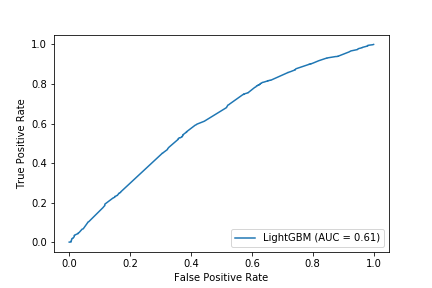 1.0
0.8
0.6
0.4
0.2
0.0
True Positive Rate
LightGBM (AUC = 0.61)
0.0 0.2 0.4 0.6 0.8 1.0
False Positive Rate